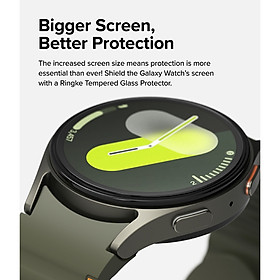 Bigger Screen,
Better Protection
The increased screen size means protection is more
essential than ever! Shield the Galaxy Watch's screen
with a Ringke Tempered Glass Protector.